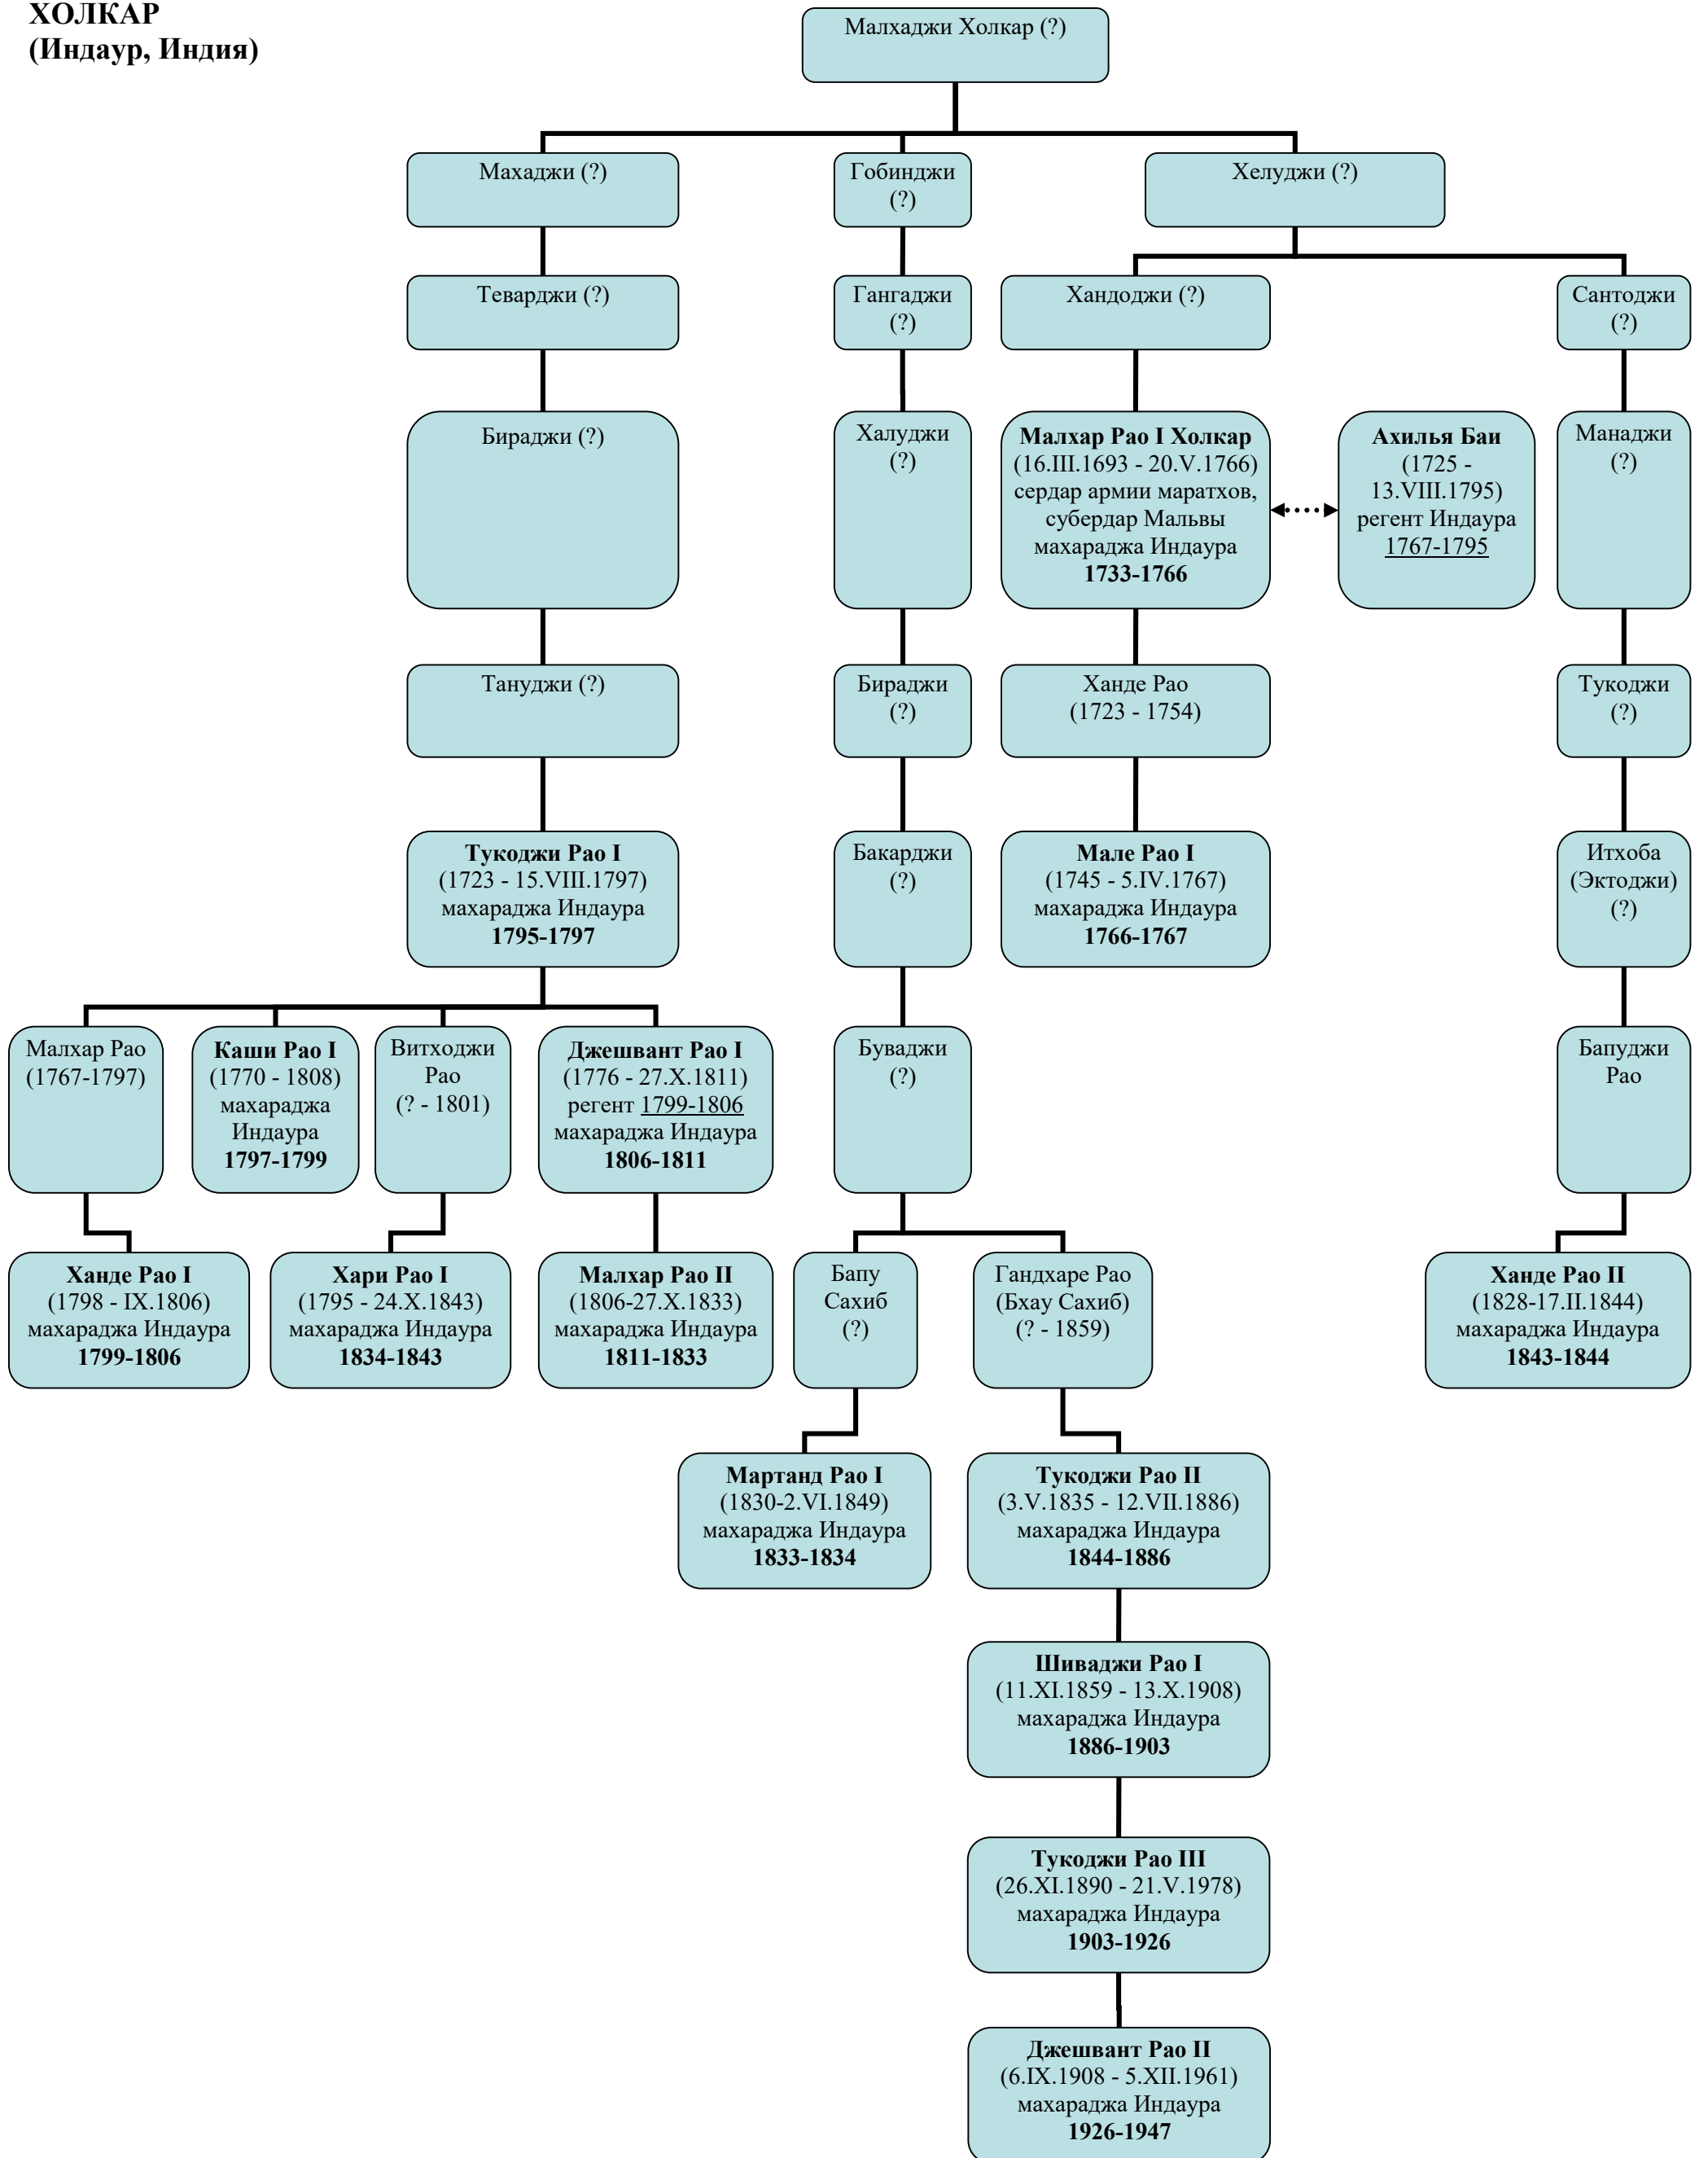 ХОЛКАР
(Индаур, Индия)
Малхаджи Холкар (?)
Махаджи (?)
Гобинджи
(?)
Хелуджи (?)
Теварджи (?)
Гангаджи
(?)
Хандоджи (?)
Сантоджи
(?)
Бираджи (?)
Халуджи
(?)
Малхар Рао I Холкар
(16.III.1693 - 20.V.1766)
сердар армии маратхов,
субердар Мальвы
махараджа Индаура
1733-1766
Ахилья Баи
(1725 -
13.VIII.1795)
регент Индаура
1767-1795
Манаджи
(?)
Тануджи (?)
Бираджи
(?)
Ханде Рао
(1723 - 1754)
Тукоджи
(?)
Тукоджи Рао I
(1723 - 15.VIII.1797)
махараджа Индаура
1795-1797
Бакарджи
(?)
Мале Рао I
(1745 - 5.IV.1767)
махараджа Индаура
1766-1767
Итхоба
(Эктоджи)
(?)
Малхар Рао
(1767-1797)
Каши Рао I
(1770 - 1808)
махараджа
Индаура
1797-1799
Витходжи
Рао
(? - 1801)
Джешвант Рао I
(1776 - 27.X.1811)
регент 1799-1806
махараджа Индаура
1806-1811
Буваджи
(?)
Бапуджи
Рао
Ханде Рао I
(1798 - IX.1806)
махараджа Индаура
1799-1806
Хари Рао I
(1795 - 24.X.1843)
махараджа Индаура
1834-1843
Малхар Рао II
(1806-27.X.1833)
махараджа Индаура
1811-1833
Бапу
Сахиб
(?)
Гандхаре Рао
(Бхау Сахиб)
(? - 1859)
Ханде Рао II
(1828-17.II.1844)
махараджа Индаура
1843-1844
Мартанд Рао I
(1830-2.VI.1849)
махараджа Индаура
1833-1834
Тукоджи Рао II
(3.V.1835 - 12.VII.1886)
махараджа Индаура
1844-1886
Шиваджи Рао I
(11.XI.1859 - 13.X.1908)
махараджа Индаура
1886-1903
Тукоджи Рао III
(26.XI.1890 - 21.V.1978)
махараджа Индаура
1903-1926
Джешвант Рао II
(6.IX.1908 - 5.XII.1961)
махараджа Индаура
1926-1947